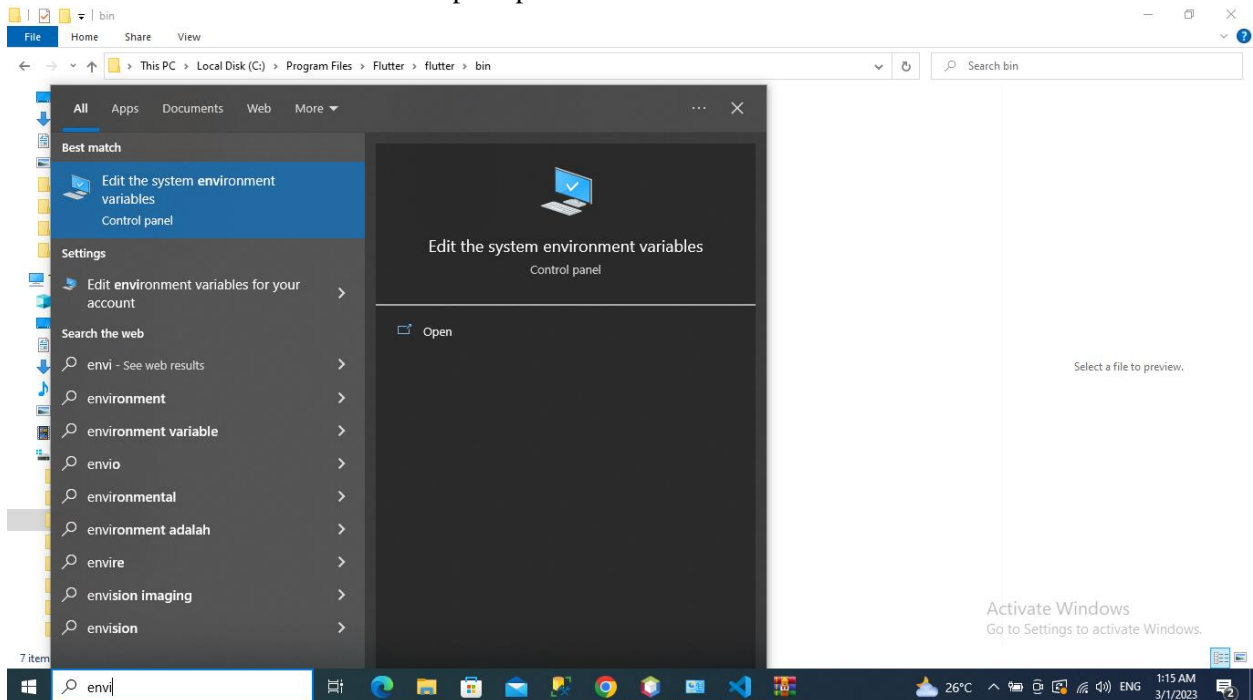 bin
File Home Share View
This PC > Local Disk (C:) > Program Files > Flutter > flutter > bin
Search bin
All Apps Documents Web More
Best match
Edit the system environment
variables
Control panel
Settings
Edit environment variables for your
account
Search the web
envi - See web results
environment
environment variable
envio
environmental
environment adalah
envire
envision imaging
envision
Edit the system environment variables
Control panel
Open
Select a file to preview.
Activate Windows
Go to Settings to activate Windows.
7 item
envi
26°C ENG
1:15 AM
3/1/2023
2